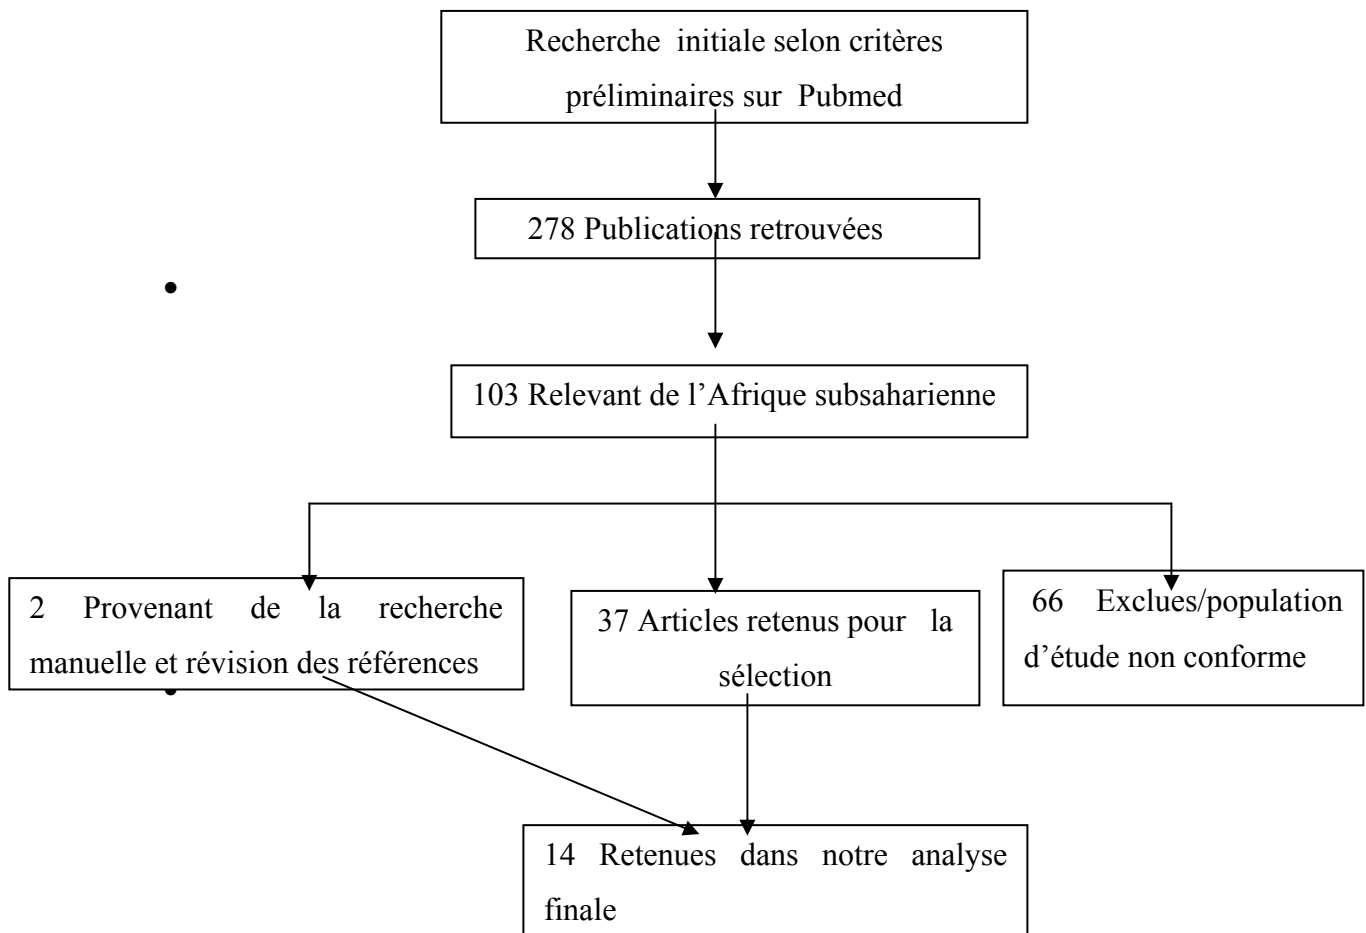 Recherche initiale selon critères
préliminaires sur Pubmed
278 Publications retrouvées
103 Relevant de l’Afrique subsaharienne
2 Provenant de la recherche
manuelle et révision des références
37 Articles retenus pour la
sélection
66 Exclues/population
d’étude non conforme
14 Retenues dans notre analyse
finale